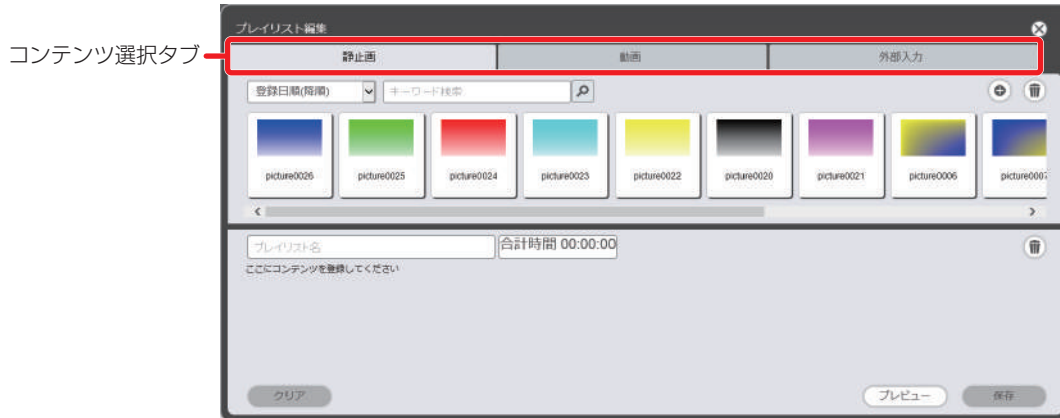 プレイリスト編集
コンテンツ選択タブ
静止画 動画 外部入力
登録日順(降順) キーワード検索
picture0026 picture0025 picture0024 picture0023 picture0022 picture0020 picture0021 picture0006 picture0007
プレイリスト名 合計時間 00:00:00
ここにコンテンツを登録してください
クリア プレビュー 保存